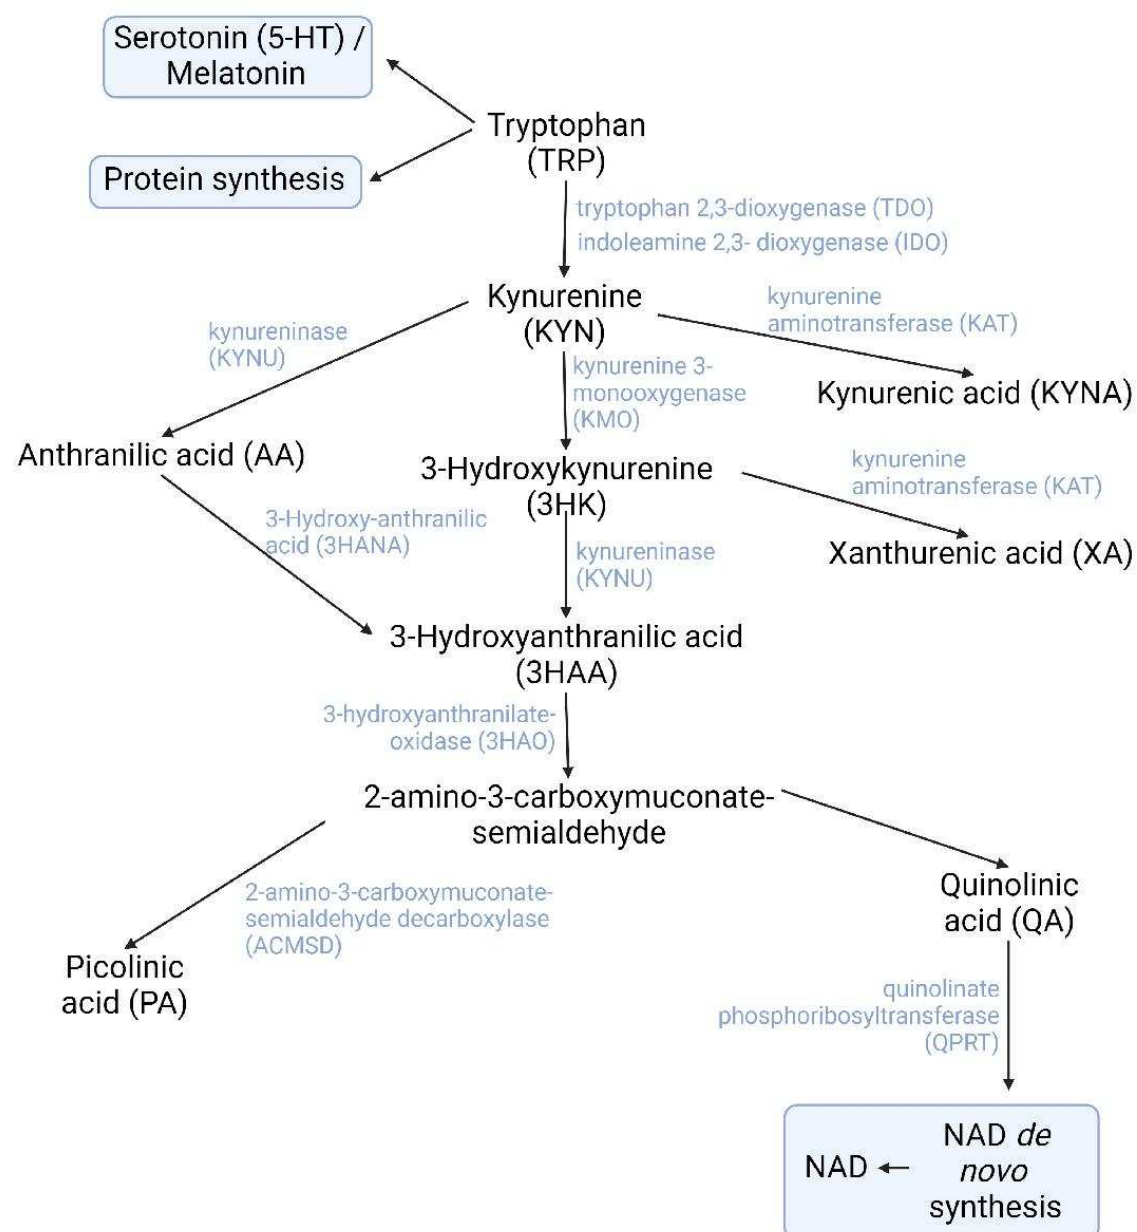 Serotonin (5-HT) /
Melatonin
Tryptophan
(TRP)
Protein synthesis
tryptophan 2,3-dioxygenase (TDO)
indoleamine 2,3- dioxygenase (IDO)
Kynurenine
(KYN)
kynurenine
aminotransferase (KAT)
kynureninase
(KYNU)
kynurenine 3-
monooxygenase
(KMO)
Kynurenic acid (KYNA)
Anthranilic acid (AA)
3-Hydroxykynurenine
(3HK)
kynurenine
aminotransferase (KAT)
3-Hydroxy-anthranilic
acid (3HANA)
kynureninase
(KYNU)
Xanthurenic acid (XA)
3-Hydroxyanthranilic acid
(3HAA)
3-hydroxyanthranilate-
oxidase (3HAO)
2-amino-3-carboxymuconate-
semialdehyde
2-amino-3-carboxymuconate-
semialdehyde decarboxylase
(ACMSD)
Quinolinic
acid (QA)
Picolinic
acid (PA)
quinolinate
phosphoribosyltransferase
(QPRT)
NAD
NAD de
novo
synthesis